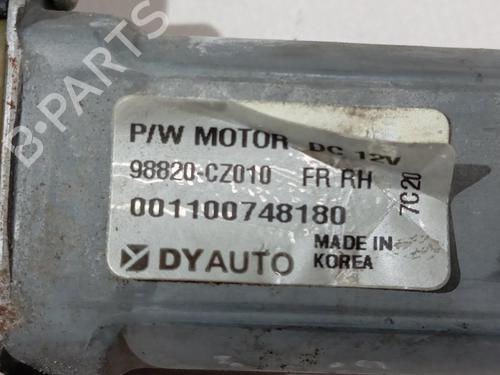 B-PARTS
P/W MOTOR DC 12V
98820-CZ010 FR RH
7C20
001100748180
DYAUTO
MADE IN
KOREA